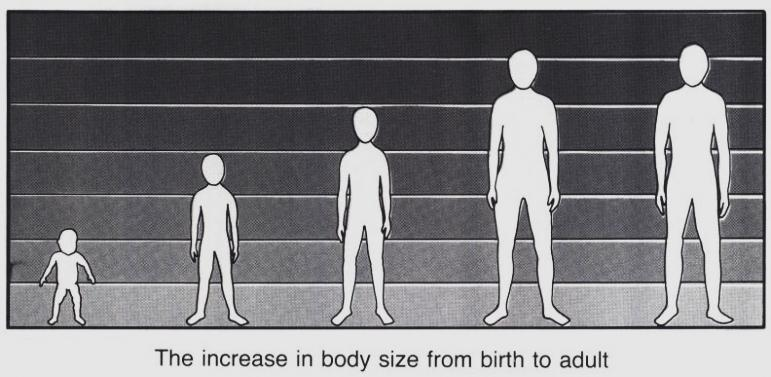 The increase in body size from birth to adult